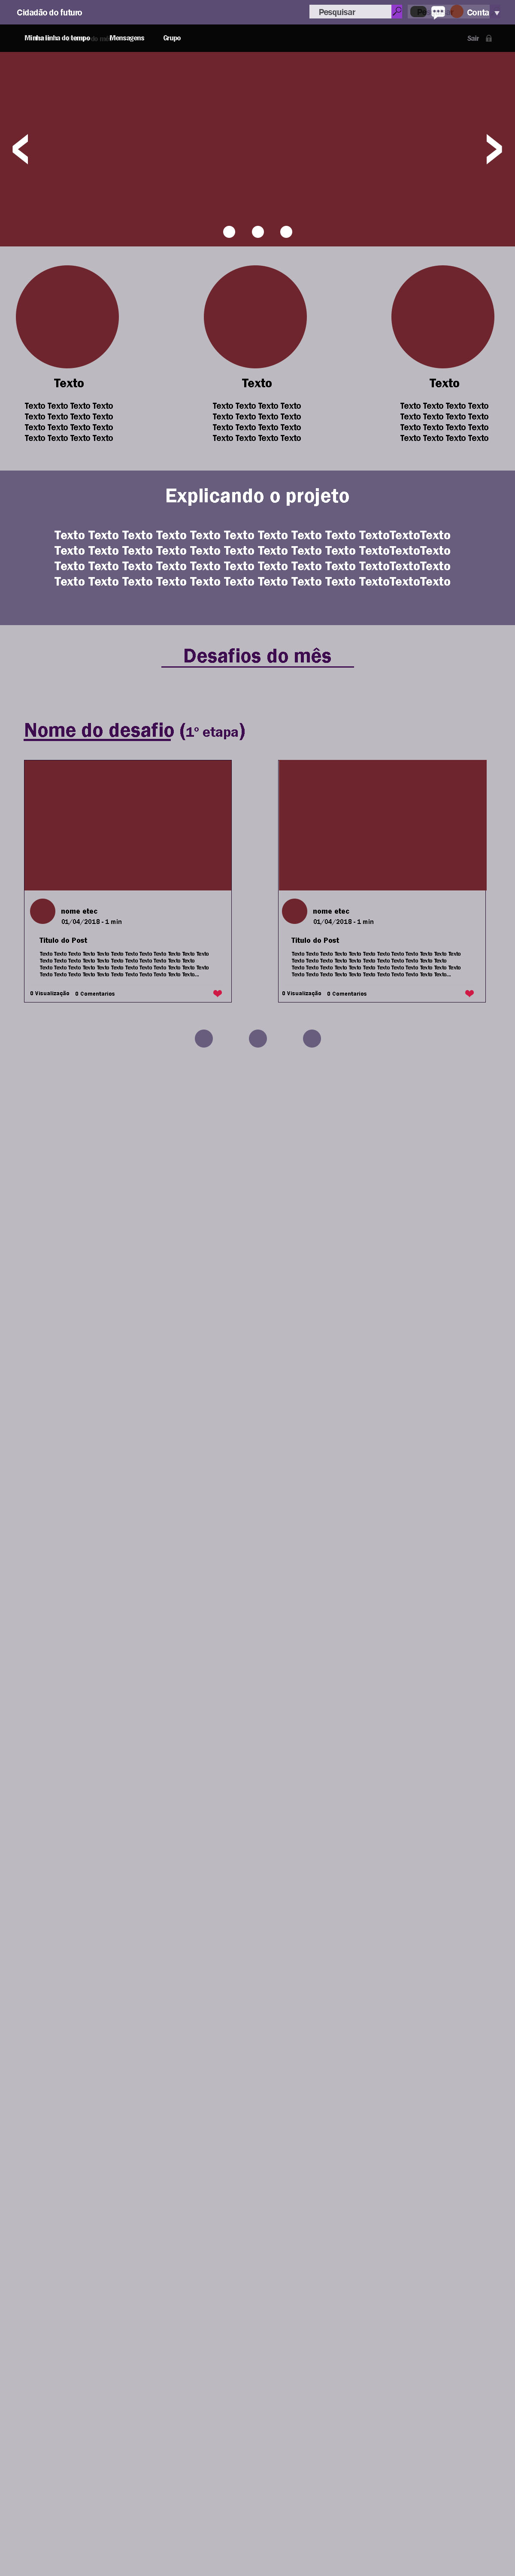 Cidadão do futuro
Pesquisar
Conta
Minha linha do tempo
Mensagens
Grupo
Sair
Texto
Texto
Texto
Texto Texto Texto Texto
Texto Texto Texto Texto
Texto Texto Texto Texto
Texto Texto Texto Texto
Texto Texto Texto Texto
Texto Texto Texto Texto
Texto Texto Texto Texto
Texto Texto Texto Texto
Texto Texto Texto Texto
Texto Texto Texto Texto
Texto Texto Texto Texto
Texto Texto Texto Texto
Explicando o projeto
Texto Texto Texto Texto Texto Texto Texto Texto Texto TextoTextoTexto
Texto Texto Texto Texto Texto Texto Texto Texto Texto TextoTextoTexto
Texto Texto Texto Texto Texto Texto Texto Texto Texto TextoTextoTexto
Texto Texto Texto Texto Texto Texto Texto Texto Texto TextoTextoTexto
Desafios do mês
Nome do desafio (1º etapa)
nome etec
01/04/2018 - 1 min
Titulo do Post
Texto Texto Texto Texto Texto Texto Texto Texto Texto Texto Texto Texto
Texto Texto Texto Texto Texto Texto Texto Texto Texto Texto Texto
Texto Texto Texto Texto Texto Texto Texto Texto Texto Texto Texto Texto
Texto Texto Texto Texto Texto Texto Texto Texto Texto Texto Texto...
0 Visualização 0 Comentarios
nome etec
01/04/2018 - 1 min
Titulo do Post
Texto Texto Texto Texto Texto Texto Texto Texto Texto Texto Texto Texto
Texto Texto Texto Texto Texto Texto Texto Texto Texto Texto Texto
Texto Texto Texto Texto Texto Texto Texto Texto Texto Texto Texto Texto
Texto Texto Texto Texto Texto Texto Texto Texto Texto Texto Texto...
0 Visualização 0 Comentarios